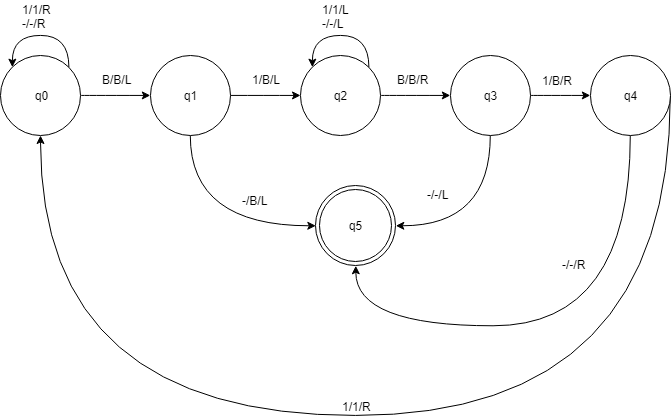 1/1/R
-/-/R
1/1/L
-/-/L
q0
B/B/L
q1
1/B/L
q2
B/B/R
q3
1/B/R
q4
-/B/L
-/-/L
q5
-/-/R
1/1/R